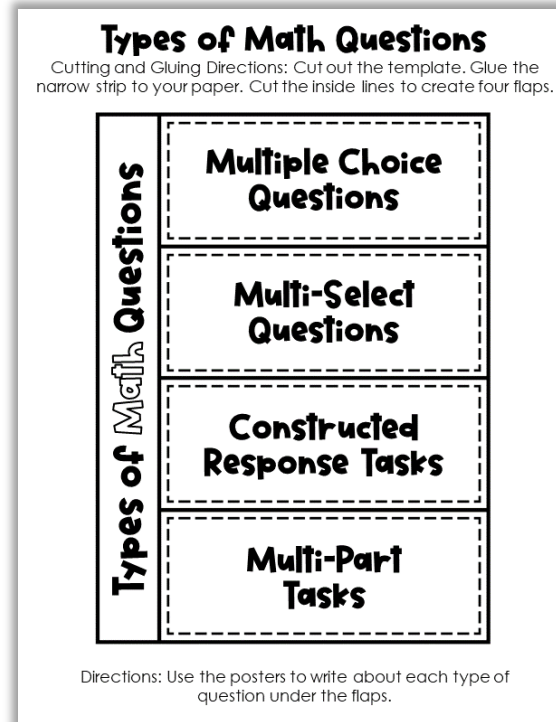 Types of Math Questions
Cutting and Gluing Directions: Cut out the template. Glue the
narrow strip to your paper. Cut the inside lines to create four flaps.
Types of Math Questions
Multiple Choice
Questions
Multi-Select
Questions
Constructed
Response Tasks
Multi-Part
Tasks
Directions: Use the posters to write about each type of
question under the flaps.